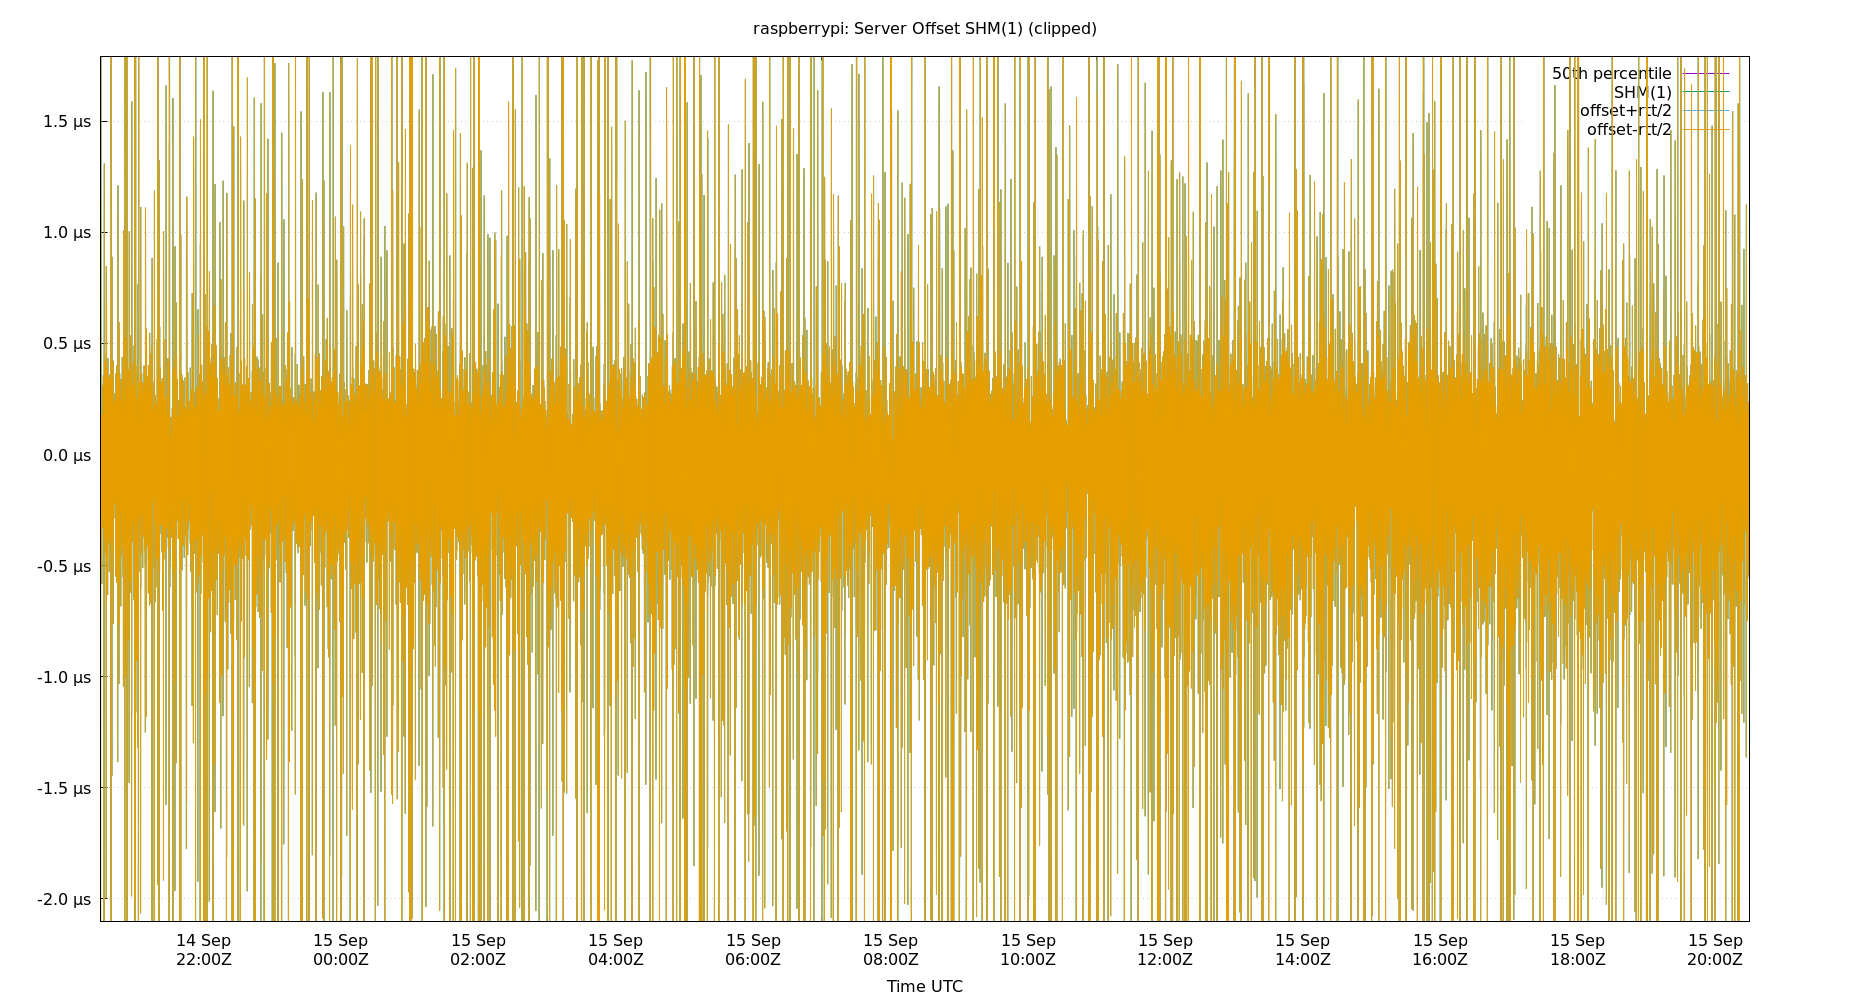 raspberrypi: Server Offset SHM(1) (clipped)
50th percentile
SHM(1)
offset+rtt/2
offset-rtt/2
1.5 µs
1.0 µs
0.5 µs
0.0 µs
-0.5 µs
-1.0 µs
-1.5 µs
-2.0 µs
14 Sep 15 Sep 15 Sep 15 Sep 15 Sep 15 Sep 15 Sep 15 Sep 15 Sep 15 Sep 15 Sep 15 Sep
22:00Z 00:00Z 02:00Z 04:00Z 06:00Z 08:00Z 10:00Z 12:00Z 14:00Z 16:00Z 18:00Z 20:00Z
Time UTC